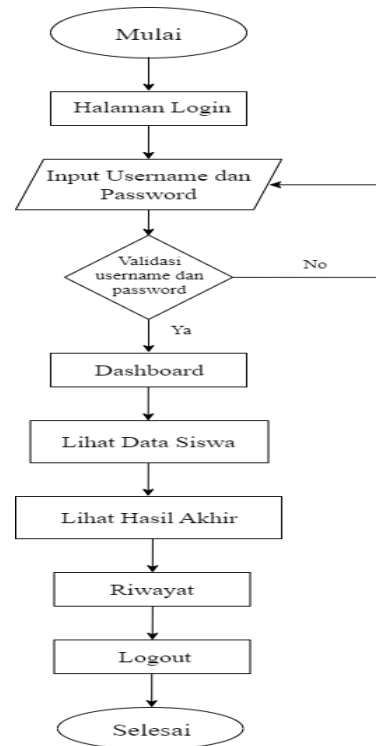 Mulai
Halaman Login
Input Username dan
Password
Validasi
username dan
password
No
Ya
Dashboard
Lihat Data Siswa
Lihat Hasil Akhir
Riwayat
Logout
Selesai